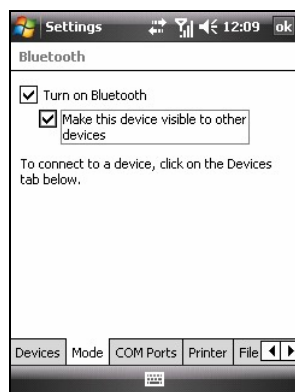 Settings 12:09 ok
Bluetooth
Turn on Bluetooth
Make this device visible to other
devices
To connect to a device, click on the Devices
tab below.
Devices Mode COM Ports Printer File